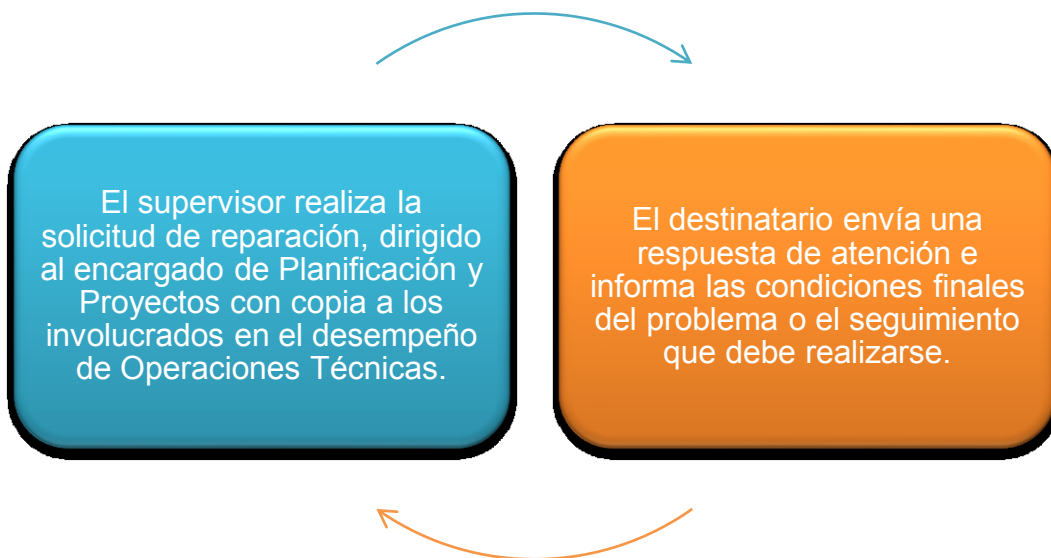 El supervisor realiza la
solicitud de reparación, dirigido
al encargado de Planificación y
Proyectos con copia a los
involucrados en el desempeño
de Operaciones Técnicas.
El destinatario envía una
respuesta de atención e
informa las condiciones finales
del problema o el seguimiento
que debe realizarse.